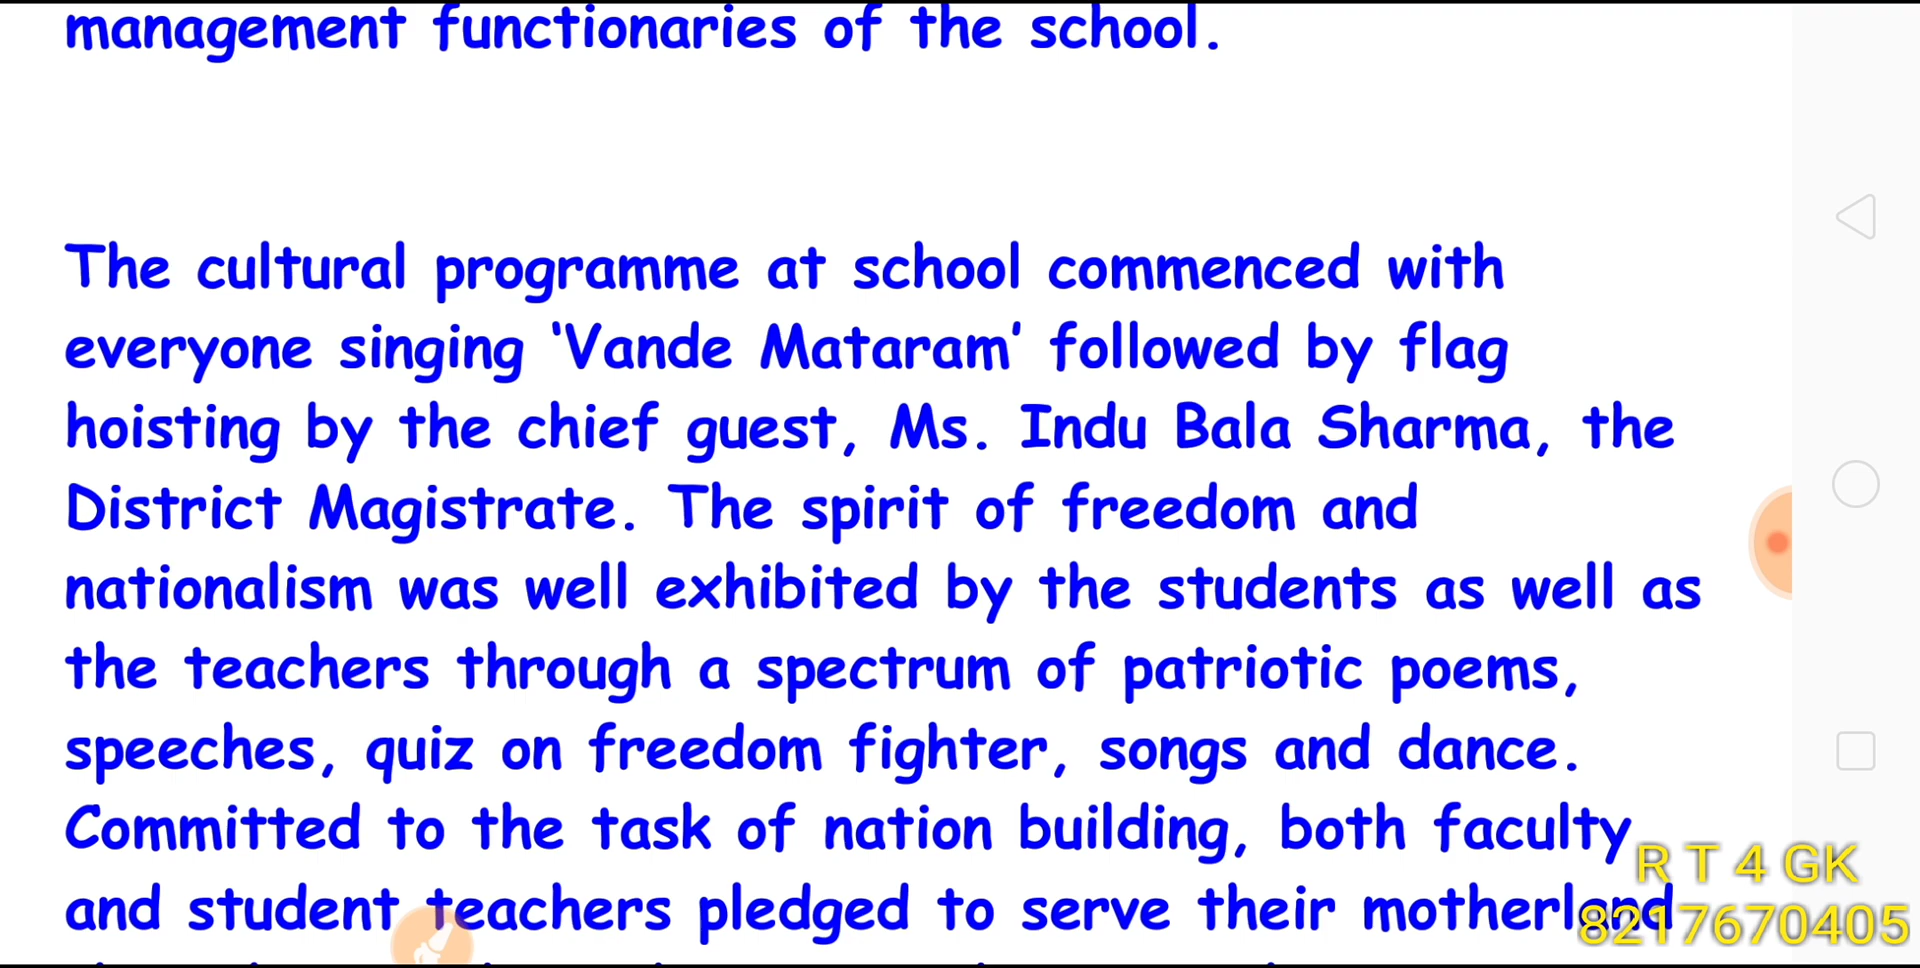 management functionaries of the school.
The cultural programme at school commenced with
everyone singing ‘Vande Mataram’ followed by flag
hoisting by the chief guest, Ms. Indu Bala Sharma, the
District Magistrate. The spirit of freedom and
nationalism was well exhibited by the students as well as
the teachers through a spectrum of patriotic poems,
speeches, quiz on freedom fighter, songs and dance.
Committed to the task of nation building, both faculty
and student teachers pledged to serve their motherland
R T 4 GK
8217670405